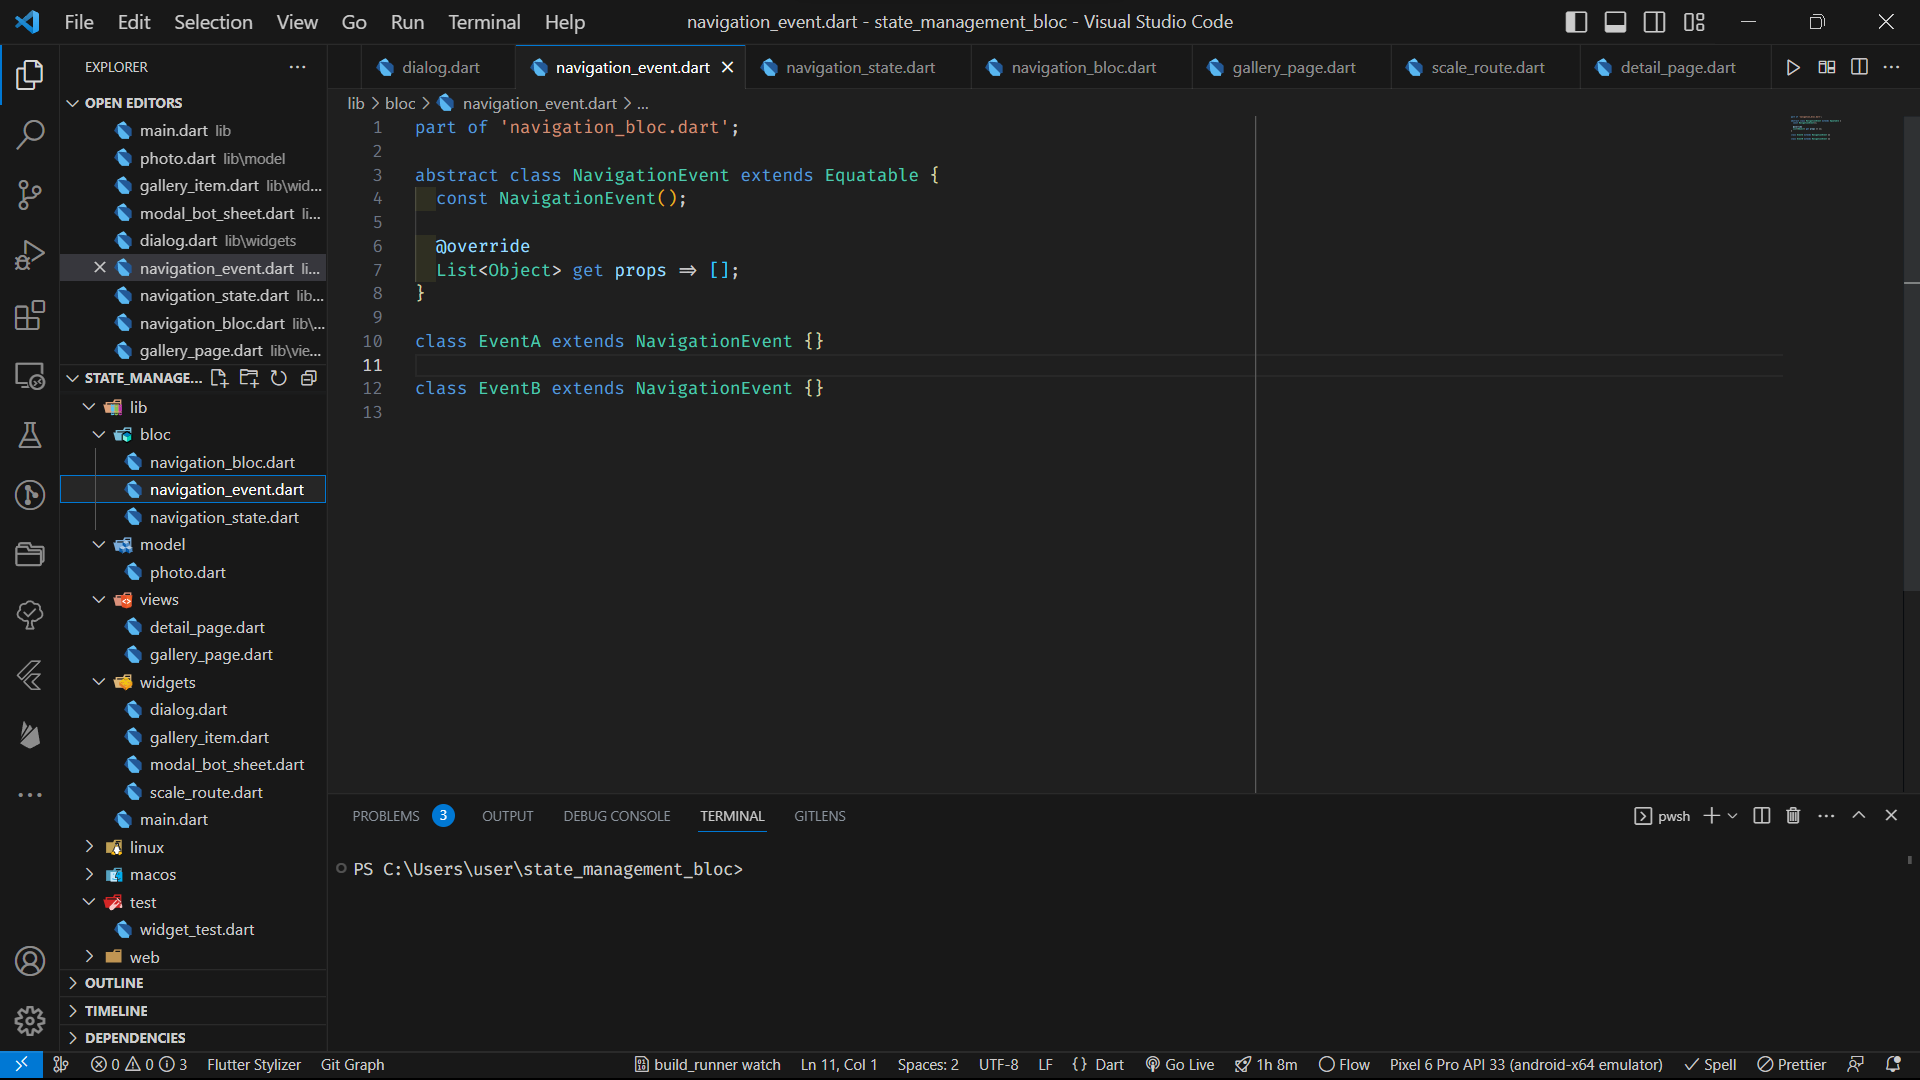 File Edit Selection View Go Run Terminal Help
navigation_event.dart - state_management_bloc - Visual Studio Code
EXPLORER
OPEN EDITORS
main.dart lib
photo.dart lib\model
gallery_item.dart lib\wid...
modal_bot_sheet.dart li...
dialog.dart lib\widgets
navigation_event.dart li...
navigation_state.dart lib...
navigation_bloc.dart lib\...
gallery_page.dart lib\vie...
STATE_MANAGE...
lib
bloc
navigation_bloc.dart
navigation_event.dart
navigation_state.dart
model
photo.dart
views
detail_page.dart
gallery_page.dart
widgets
dialog.dart
gallery_item.dart
modal_bot_sheet.dart
scale_route.dart
main.dart
linux
macos
test
widget_test.dart
web
OUTLINE
TIMELINE
DEPENDENCIES
dialog.dart navigation_event.dart navigation_state.dart navigation_bloc.dart gallery_page.dart scale_route.dart detail_page.dart
lib > bloc > navigation_event.dart > ...
1 part of 'navigation_bloc.dart';
2
3 abstract class NavigationEvent extends Equatable {
4 const NavigationEvent();
5
6 @override
7 List<Object> get props => [];
8 }
9
10 class EventA extends NavigationEvent {}
11
12 class EventB extends NavigationEvent {}
13
PROBLEMS 3 OUTPUT DEBUG CONSOLE TERMINAL GITLENS
pwsh
PS C:\Users\user\state_management_bloc>
0 0 3 Flutter Stylizer Git Graph build_runner watch Ln 11, Col 1 Spaces: 2 UTF-8 LF {} Dart Go Live 1h 8m Flow Pixel 6 Pro API 33 (android-x64 emulator) Spell Prettier